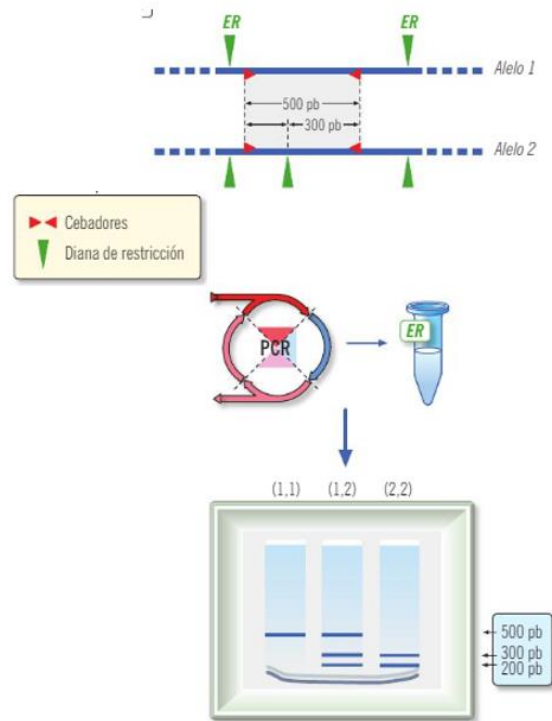 ER ER
Alelo 1
500 pb
300 pb
Alelo 2
Cebadores
Diana de restricción
PCR
ER
(1,1) (1,2) (2,2)
500 pb
300 pb
200 pb